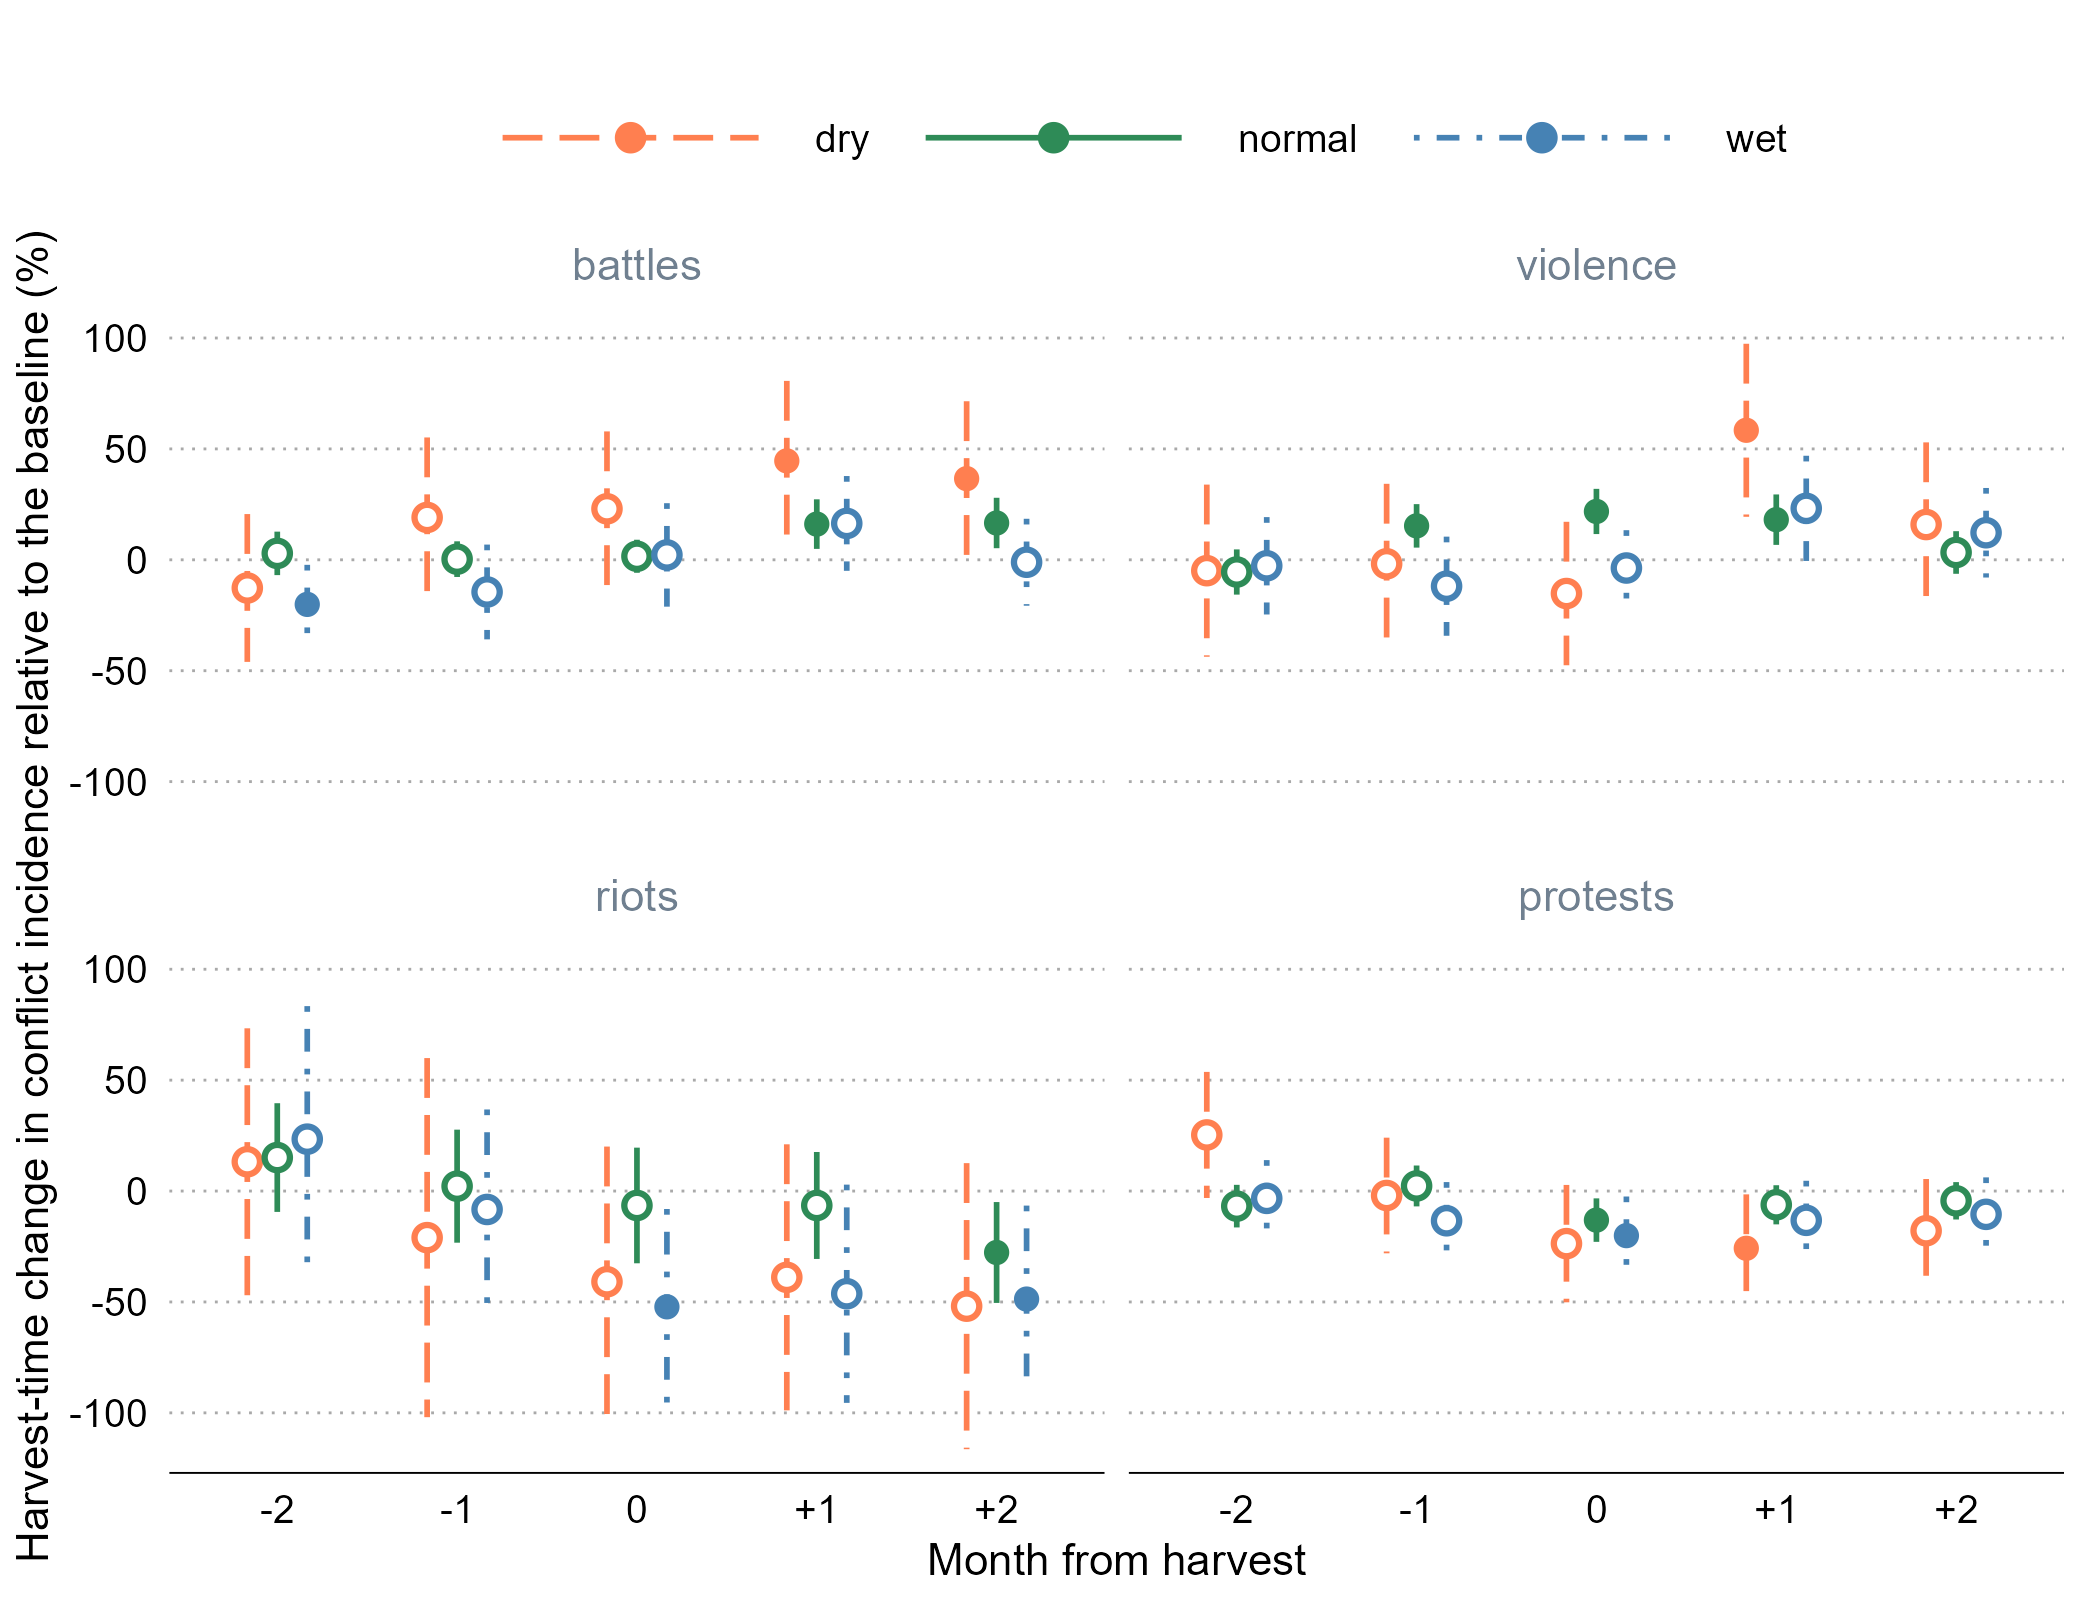 dry normal wet
Harvest-time change in conflict incidence relative to the baseline (%)
battles violence
100
50
0
-50
-100
riots protests
100
50
0
-50
-100
-2 -1 0 +1 +2 -2 -1 0 +1 +2
Month from harvest